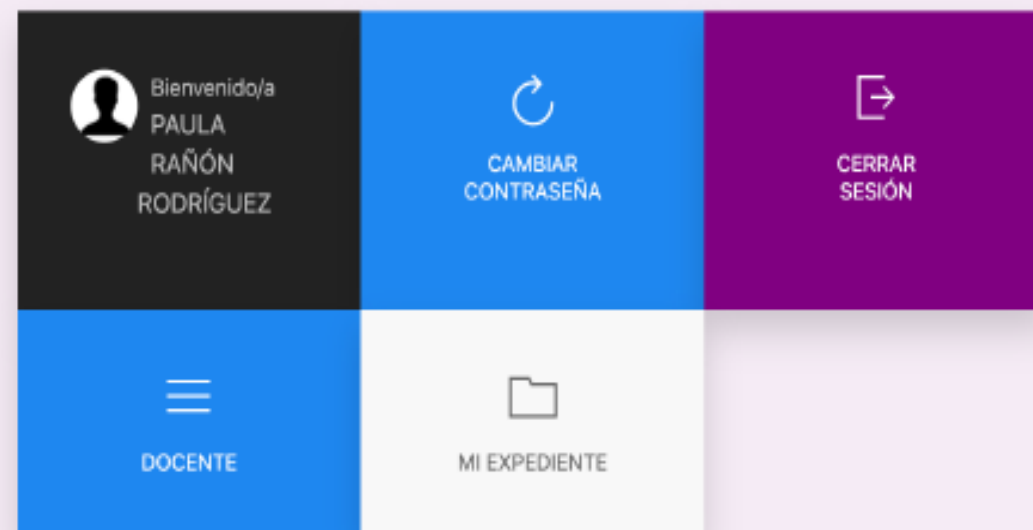 Bienvenido/a
PAULA
RAÑÓN
RODRÍGUEZ
CAMBIAR
CONTRASEÑA
CERRAR
SESIÓN
DOCENTE
MI EXPEDIENTE